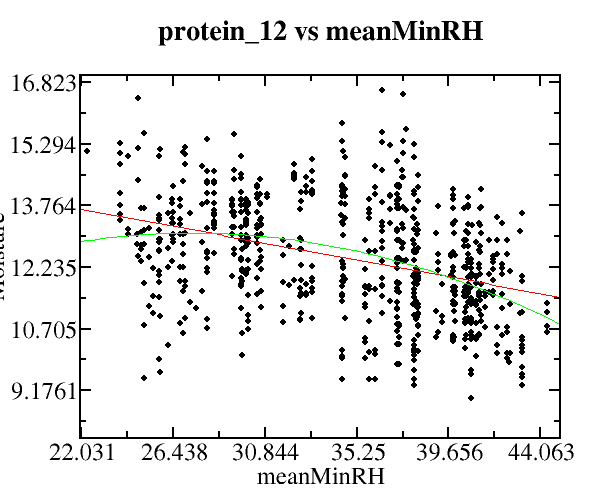 protein_12 vs meanMinRH
16.823
15.294
13.764
12.235
10.705
9.1761
22.031 26.438 30.844 35.25 39.656 44.063
meanMinRH